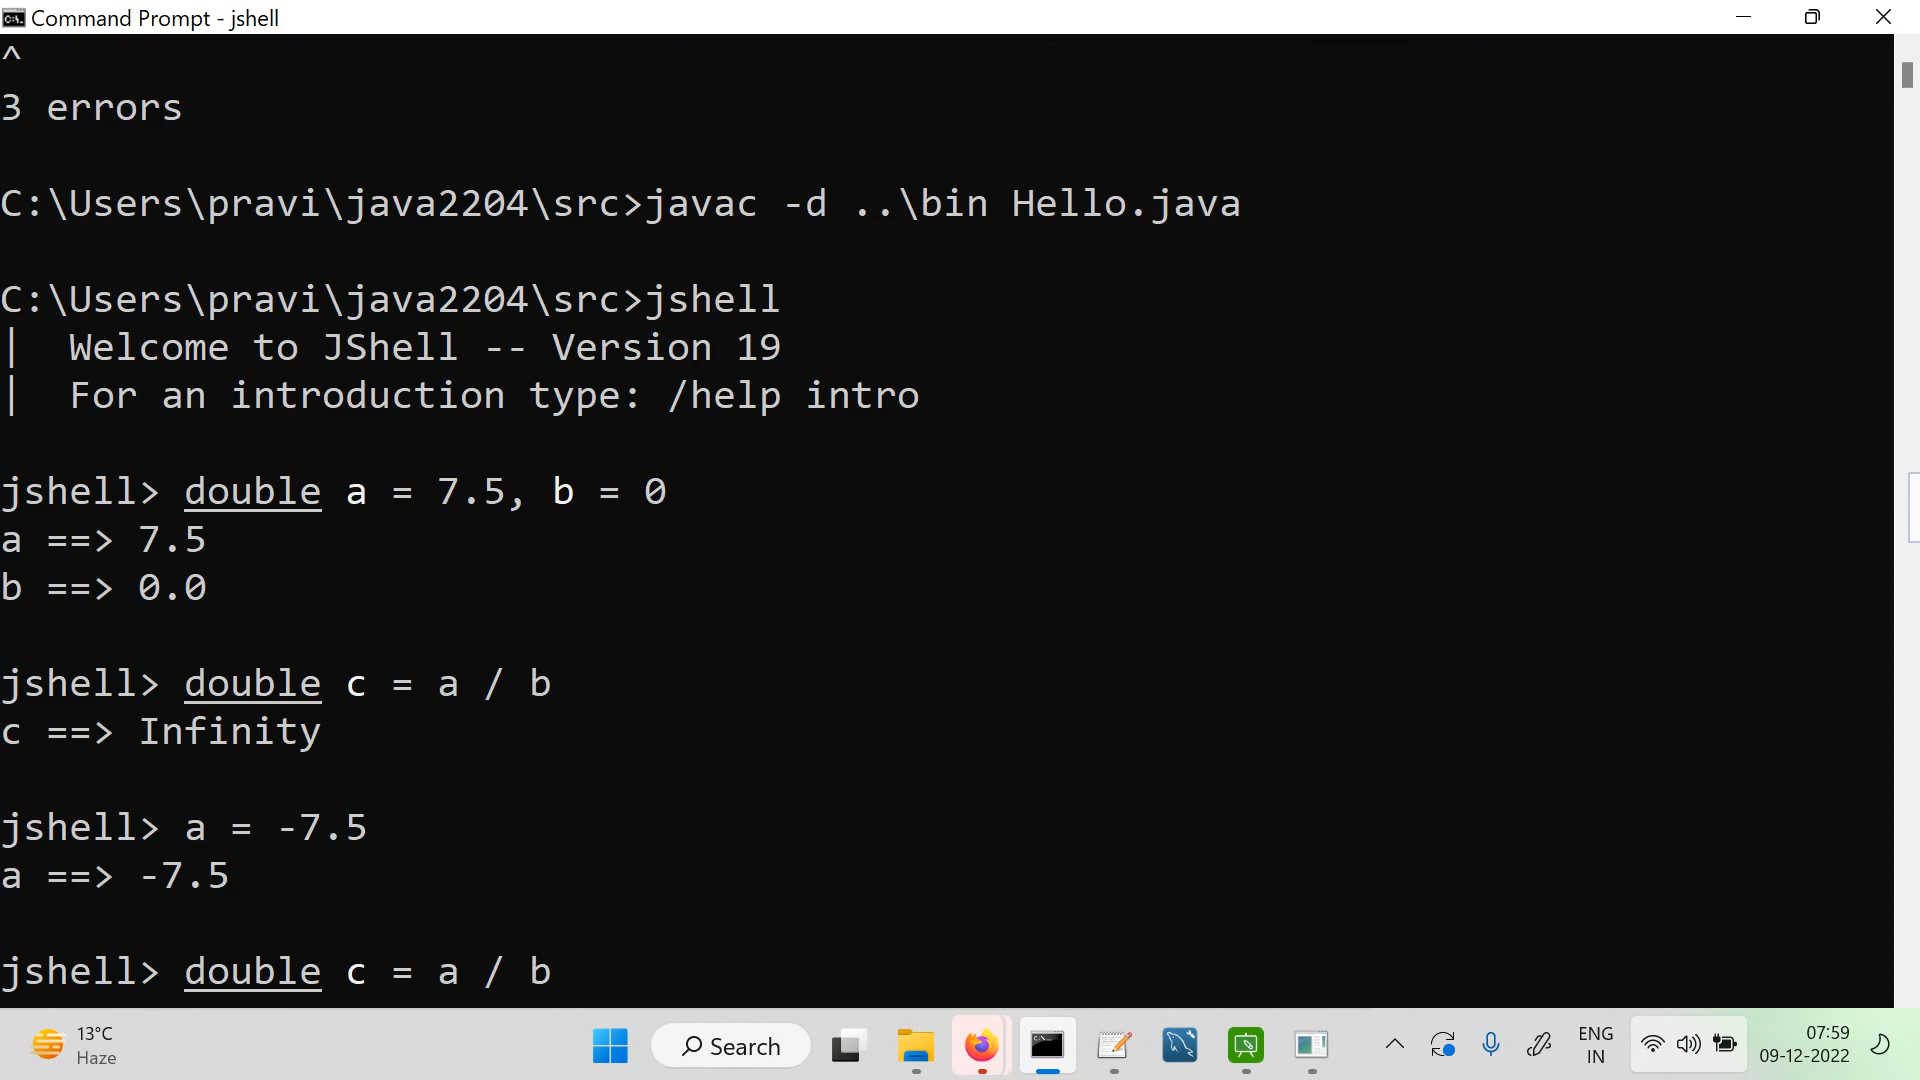 Command Prompt - jshell
^
3 errors
C:\Users\pravi\java2204\src>javac -d ..\bin Hello.java
C:\Users\pravi\java2204\src>jshell
|  Welcome to JShell -- Version 19
|  For an introduction type: /help intro
jshell> double a = 7.5, b = 0
a ==> 7.5
b ==> 0.0
jshell> double c = a / b
c ==> Infinity
jshell> a = -7.5
a ==> -7.5
jshell> double c = a / b
13°C
Haze
Search
ENG
IN
07:59
09-12-2022